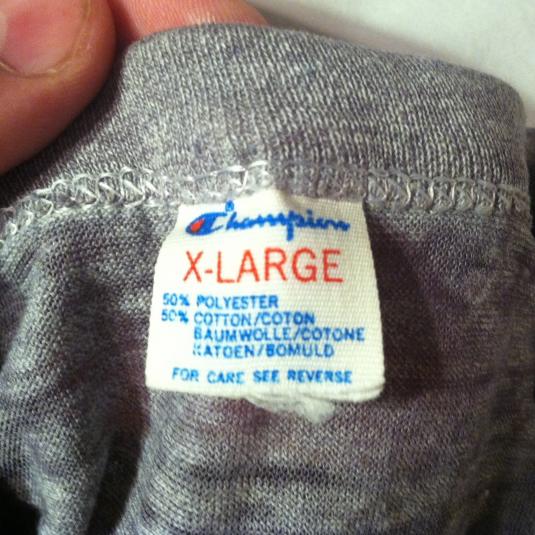 Champion
X-LARGE
50% POLYESTER
50% COTTON/COTON
BAUMWOLLE/COTONE
KATOEN/BOMULD
FOR CARE SEE REVERSE